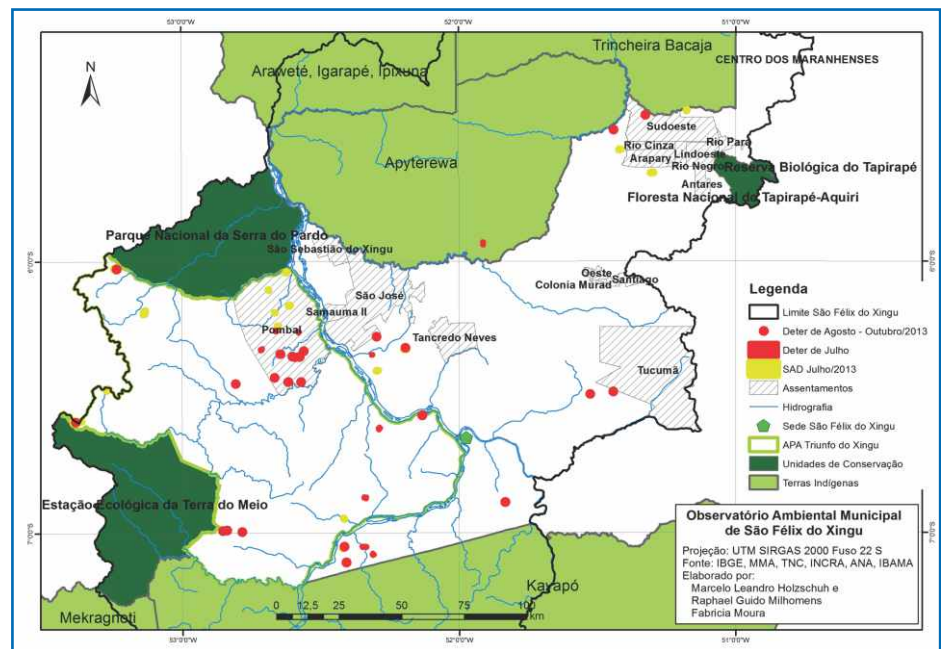 53°0'0"W
52°0'0"W
51°0'0"W
N
Araweté, Igarapé, Ipixuna
Trincheira Bacaja
CENTRO DOS MARANHENSES
Apyterewa
Sudoeste
Rio Pará
Rio Cinza
Lindoeste
Arapary
Rio Negro
Reserva Biológica do Tapirapé
Antares
Floresta Nacional do Tapirapé-Aquiri
Parque Nacional da Serra do Pardo
São Sebastião do Xingu
6°0'0"S
6°0'0"S
Oeste
Santiago
Colonia Murad
São José
Samauma II
Pombal
Tancredo Neves
Tucumã
Estação Ecológica da Terra do Meio
7°0'0"S
7°0'0"S
Kayapó
Mekragnoti
0 12,5 25 50 75 100
km
Legenda
Limite São Félix do Xingu
Deter de Agosto - Outubro/2013
Deter de Julho
SAD Julho/2013
Assentamentos
Hidrografia
Sede São Félix do Xingu
APA Triunfo do Xingu
Unidades de Conservação
Terras Indígenas
Observatório Ambiental Municipal
de São Félix do Xingu
Projeção: UTM SIRGAS 2000 Fuso 22 S
Fonte: IBGE, MMA, TNC, INCRA, ANA, IBAMA
Elaborado por:
Marcelo Leandro Holzschuh e
Raphael Guido Milhomens
Fabricia Moura
53°0'0"W
52°0'0"W
51°0'0"W